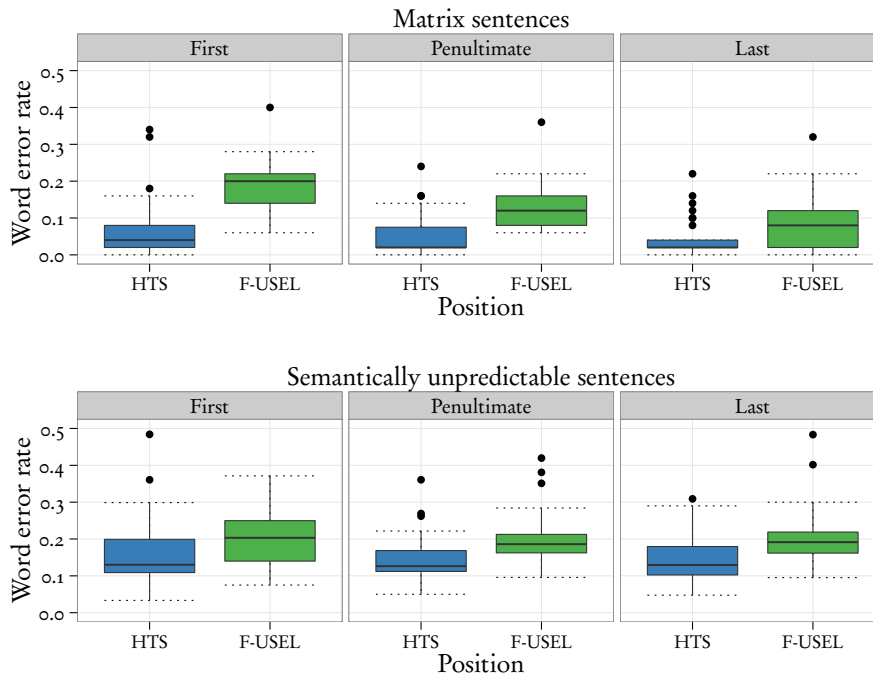 Matrix sentences
First Penultimate Last
0.5
0.4
0.3
0.2
0.1
0.0
Word error rate
HTS F-USEL HTS F-USEL HTS F-USEL
Position
Semantically unpredictable sentences
First Penultimate Last
0.5
0.4
0.3
0.2
0.1
0.0
Word error rate
HTS F-USEL HTS F-USEL HTS F-USEL
Position